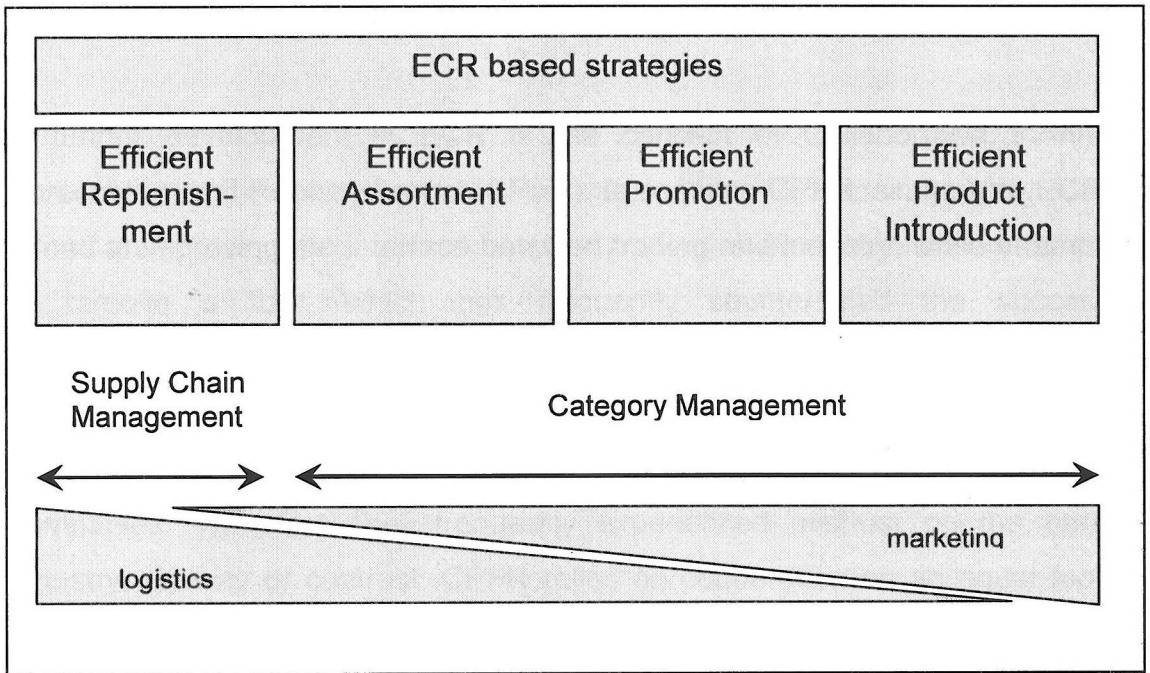 ECR based strategies
Efficient
Replenish-
ment
Efficient
Assortment
Efficient
Promotion
Efficient
Product
Introduction
Supply Chain
Management
Category Management
marketing
logistics